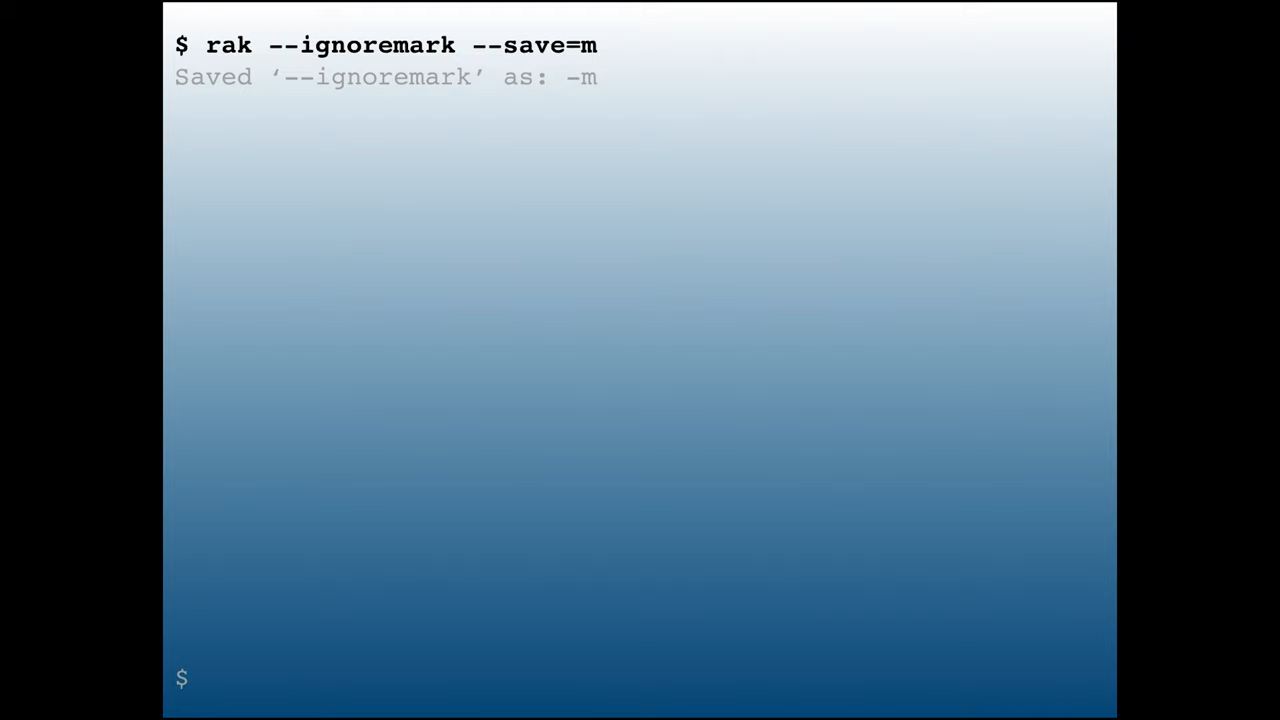 $ rak --ignoremark --save=m
Saved ‘--ignoremark’ as: -m
$